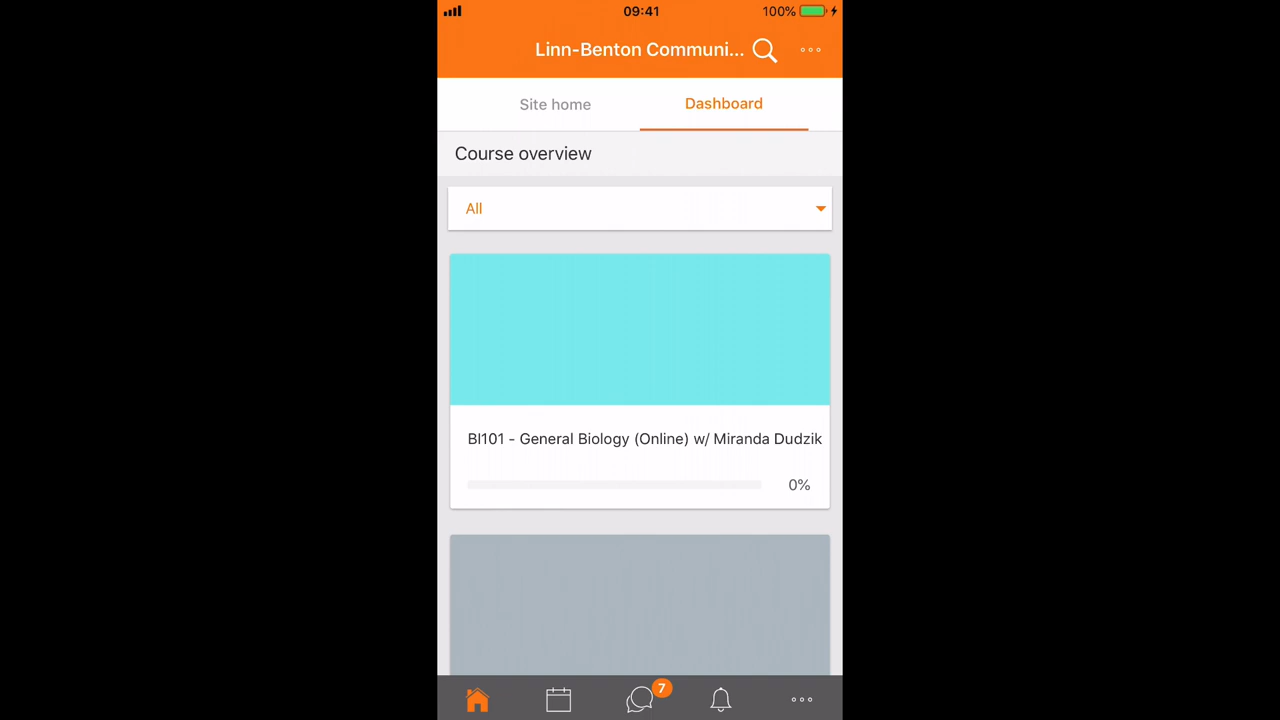 09:41
100%
Linn-Benton Communi...
Site home
Dashboard
Course overview
All
BI101 - General Biology (Online) w/ Miranda Dudzik
0%
7